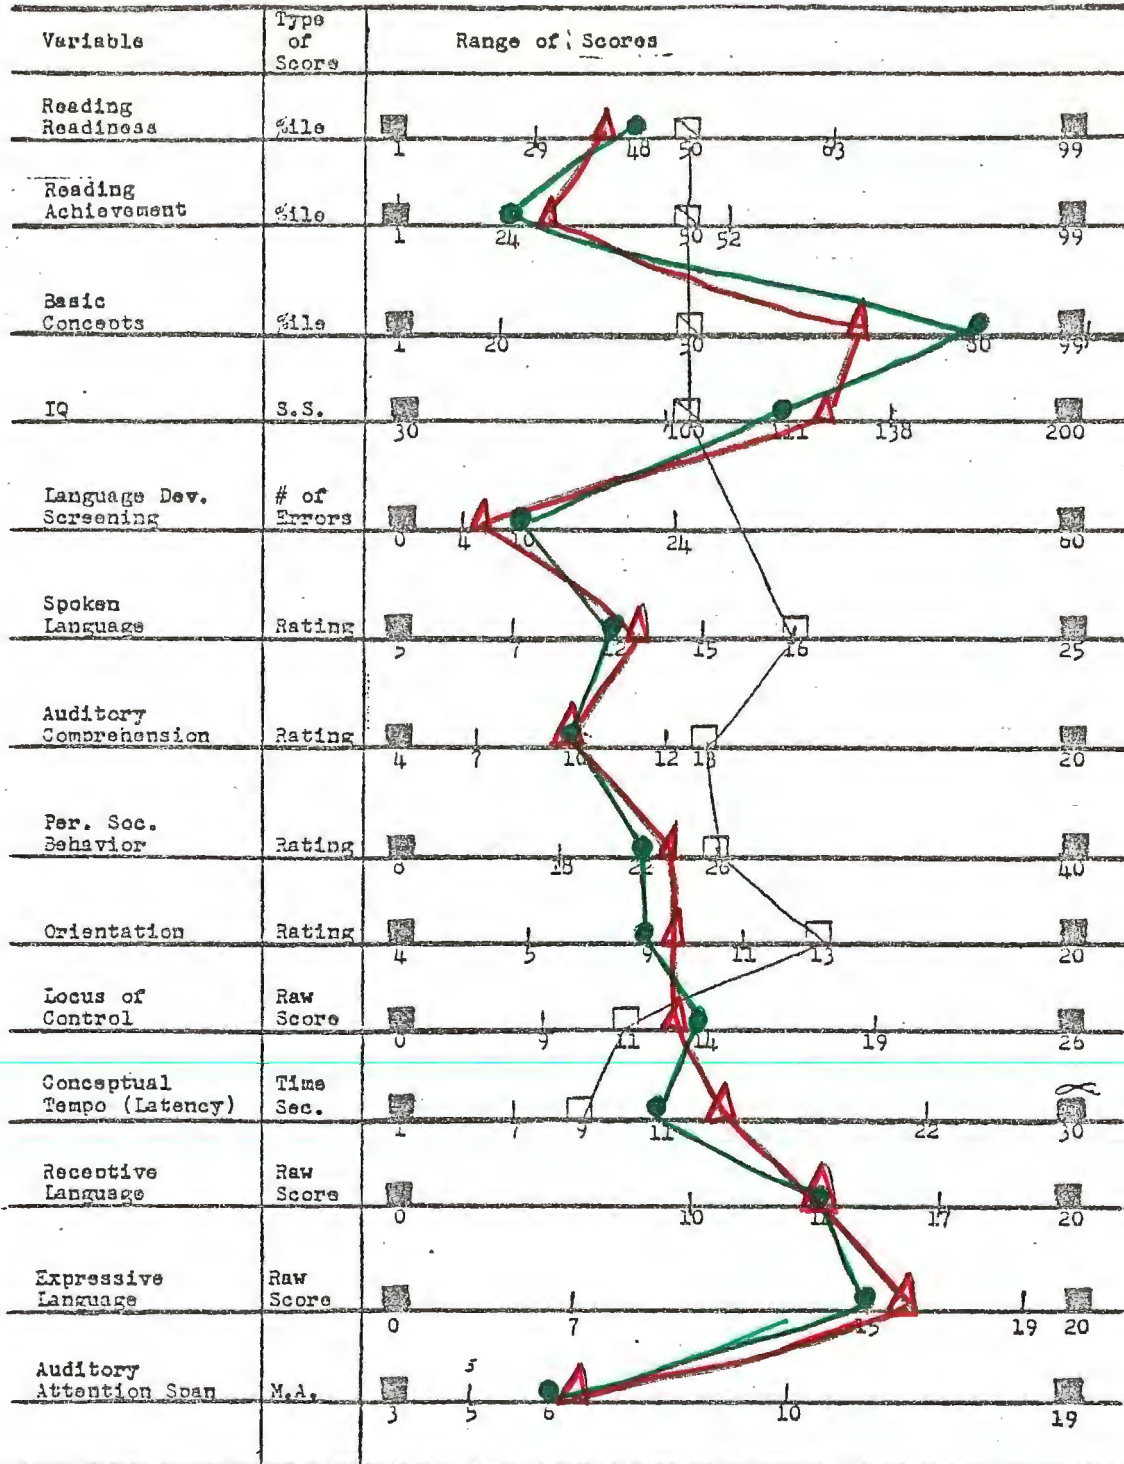 Variable Type of Score Range of Scores
Reading Readiness %ile 1 29 48 50 63 99
Reading Achievement %ile 1 24 50 52 99
Basic Concepts %ile 1 20 50 80 99
IQ S.S. 30 100 111 138 200
Language Dev. Screening # of Errors 0 4 10 24 60
Spoken Language Rating 5 7 12 15 16 25
Auditory Comprehension Rating 4 7 10 12 13 20
Per. Soc. Behavior Rating 8 18 22 26 40
Orientation Rating 4 5 9 11 13 20
Locus of Control Raw Score 0 9 11 14 19 26
Conceptual Tempo (Latency) Time Sec. 1 7 9 11 22 30 ∞
Receptive Language Raw Score 0 10 17 20
Expressive Language Raw Score 0 7 15 19 20
Auditory Attention Span M.A. 3 5 5 6 10 19